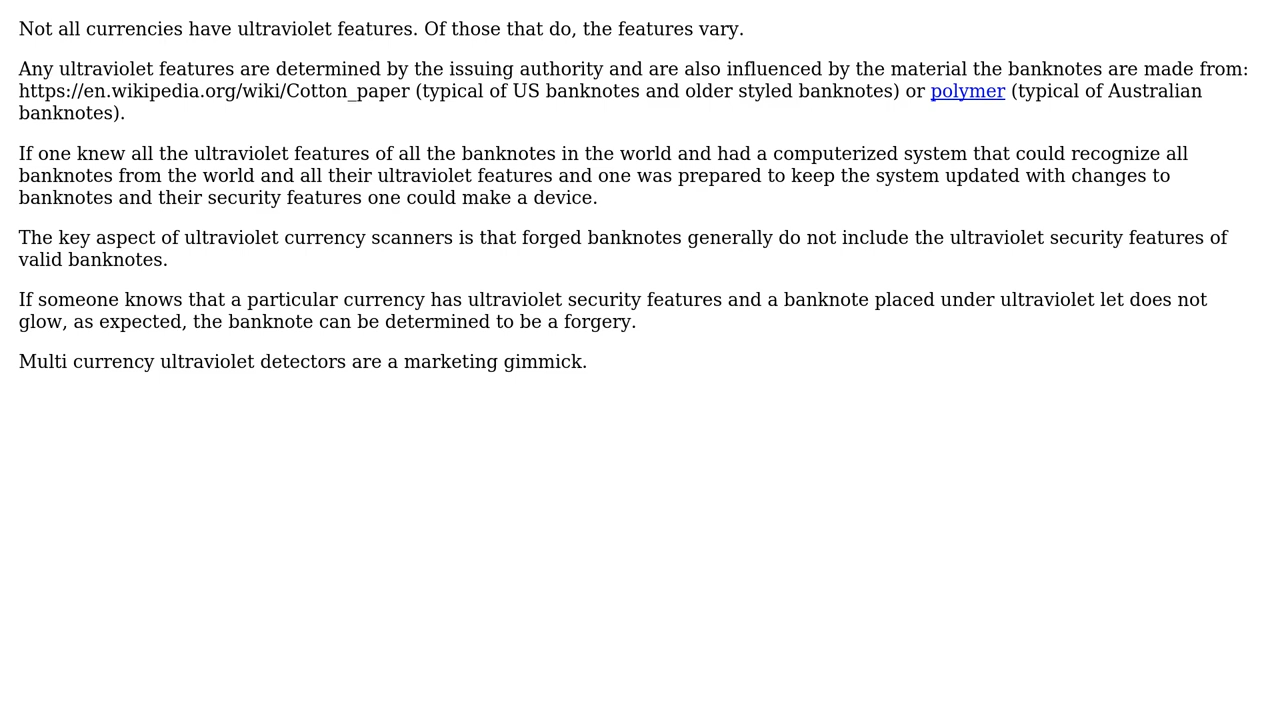 Not all currencies have ultraviolet features. Of those that do, the features vary.
Any ultraviolet features are determined by the issuing authority and are also influenced by the material the banknotes are made from:
https://en.wikipedia.org/wiki/Cotton_paper (typical of US banknotes and older styled banknotes) or polymer (typical of Australian
banknotes).
If one knew all the ultraviolet features of all the banknotes in the world and had a computerized system that could recognize all
banknotes from the world and all their ultraviolet features and one was prepared to keep the system updated with changes to
banknotes and their security features one could make a device.
The key aspect of ultraviolet currency scanners is that forged banknotes generally do not include the ultraviolet security features of
valid banknotes.
If someone knows that a particular currency has ultraviolet security features and a banknote placed under ultraviolet let does not
glow, as expected, the banknote can be determined to be a forgery.
Multi currency ultraviolet detectors are a marketing gimmick.